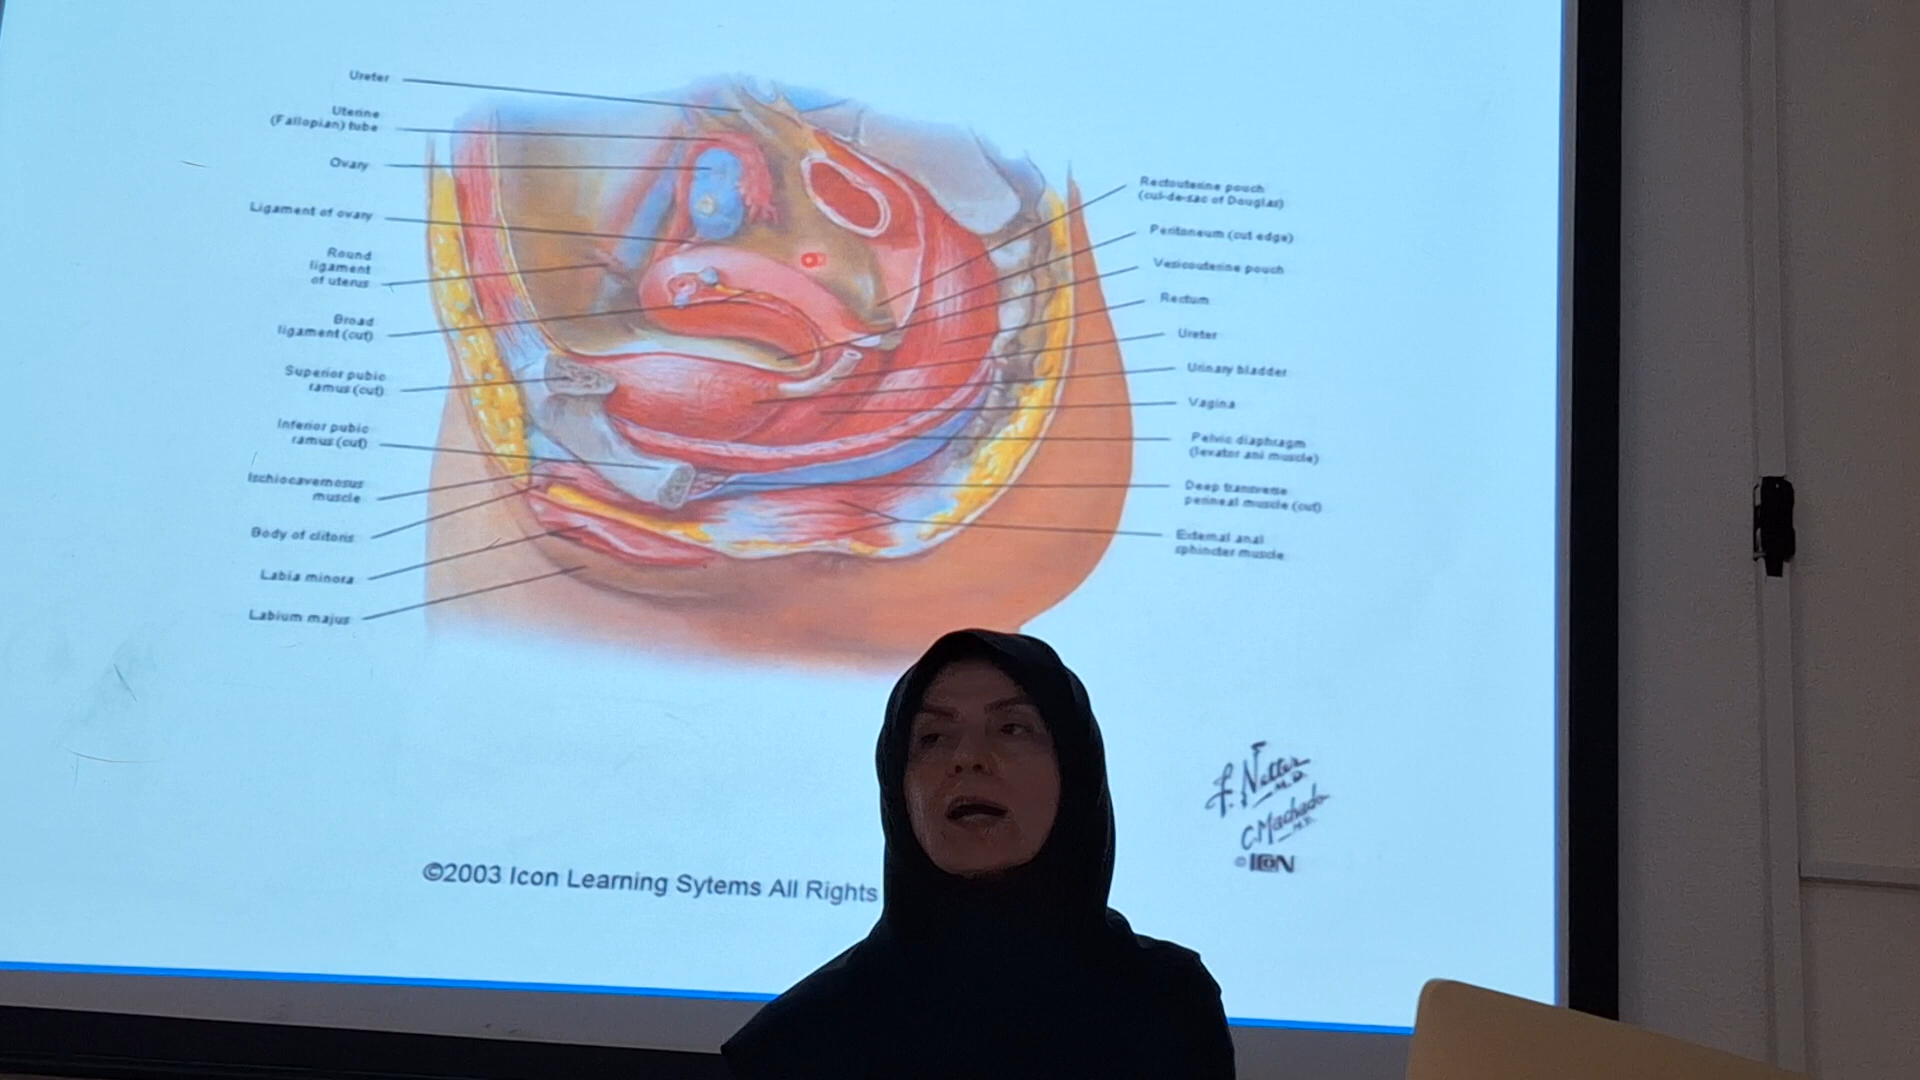 Ureter
Uterine
(Fallopian) tube
Ovary
Ligament of ovary
Round
ligament
of uterus
Broad
ligament (cut)
Superior pubic
ramus (cut)
Inferior pubic
ramus (cut)
Ischiocavernosus
muscle
Body of clitoris
Labia minora
Labium majus
Rectouterine pouch
(cul-de-sac of Douglas)
Peritoneum (cut edge)
Vesicouterine pouch
Rectum
Ureter
Urinary bladder
Vagina
Pelvic diaphragm
(levator ani muscle)
Deep transverse
perineal muscle (cut)
External anal
sphincter muscle
F. Netter
M.D.
C. Machado
M.D.
© ICON
©2003 Icon Learning Sytems All Rights